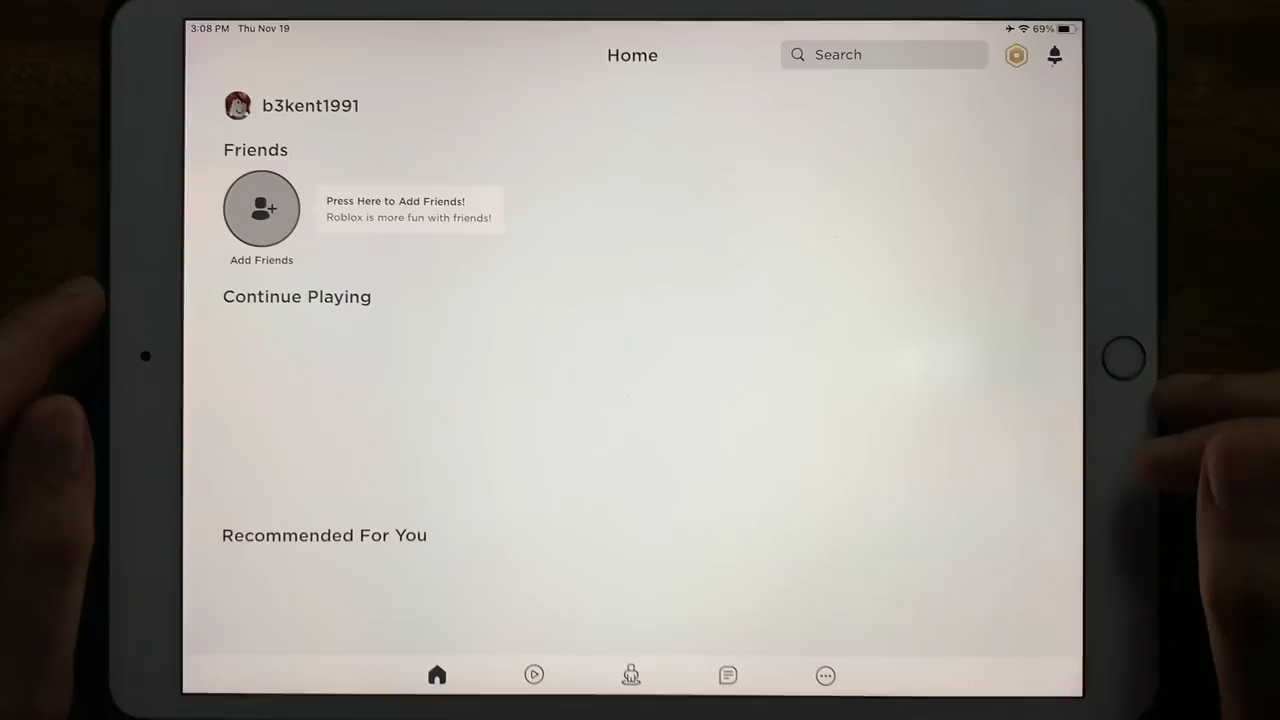 3:08 PM Thu Nov 19
69%
Home
Search
b3kent1991
Friends
Press Here to Add Friends!
Roblox is more fun with friends!
Add Friends
Continue Playing
Recommended For You